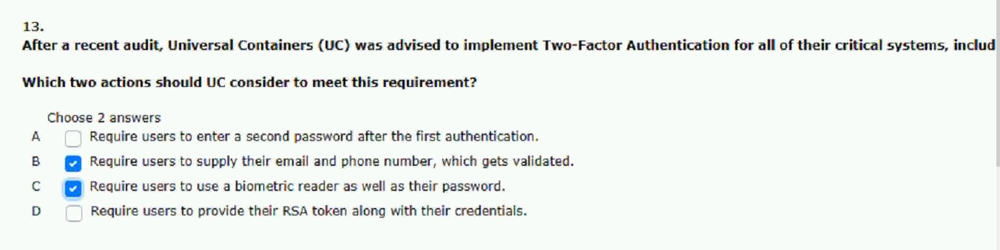 13.
After a recent audit, Universal Containers (UC) was advised to implement Two-Factor Authentication for all of their critical systems, includ
Which two actions should UC consider to meet this requirement?
Choose 2 answers
A Require users to enter a second password after the first authentication.
B Require users to supply their email and phone number, which gets validated.
C Require users to use a biometric reader as well as their password.
D Require users to provide their RSA token along with their credentials.